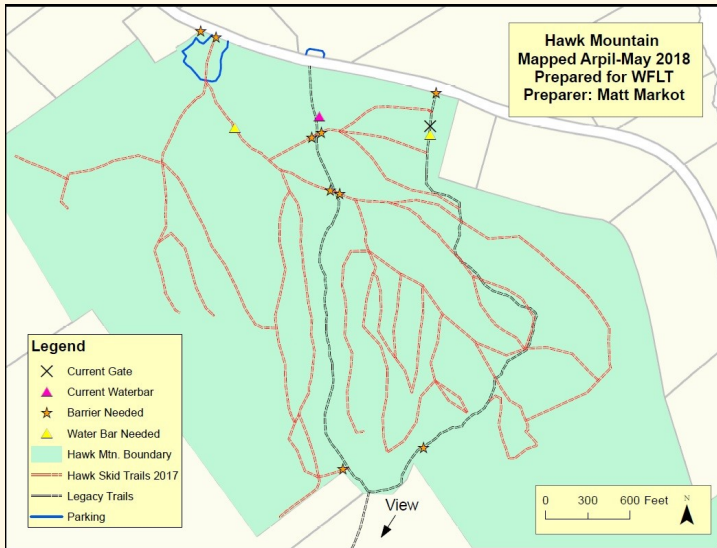 Hawk Mountain
Mapped Arpil-May 2018
Prepared for WFLT
Preparer: Matt Markot
Legend
Current Gate
Current Waterbar
Barrier Needed
Water Bar Needed
Hawk Mtn. Boundary
Hawk Skid Trails 2017
Legacy Trails
Parking
View
0 300 600 Feet
N